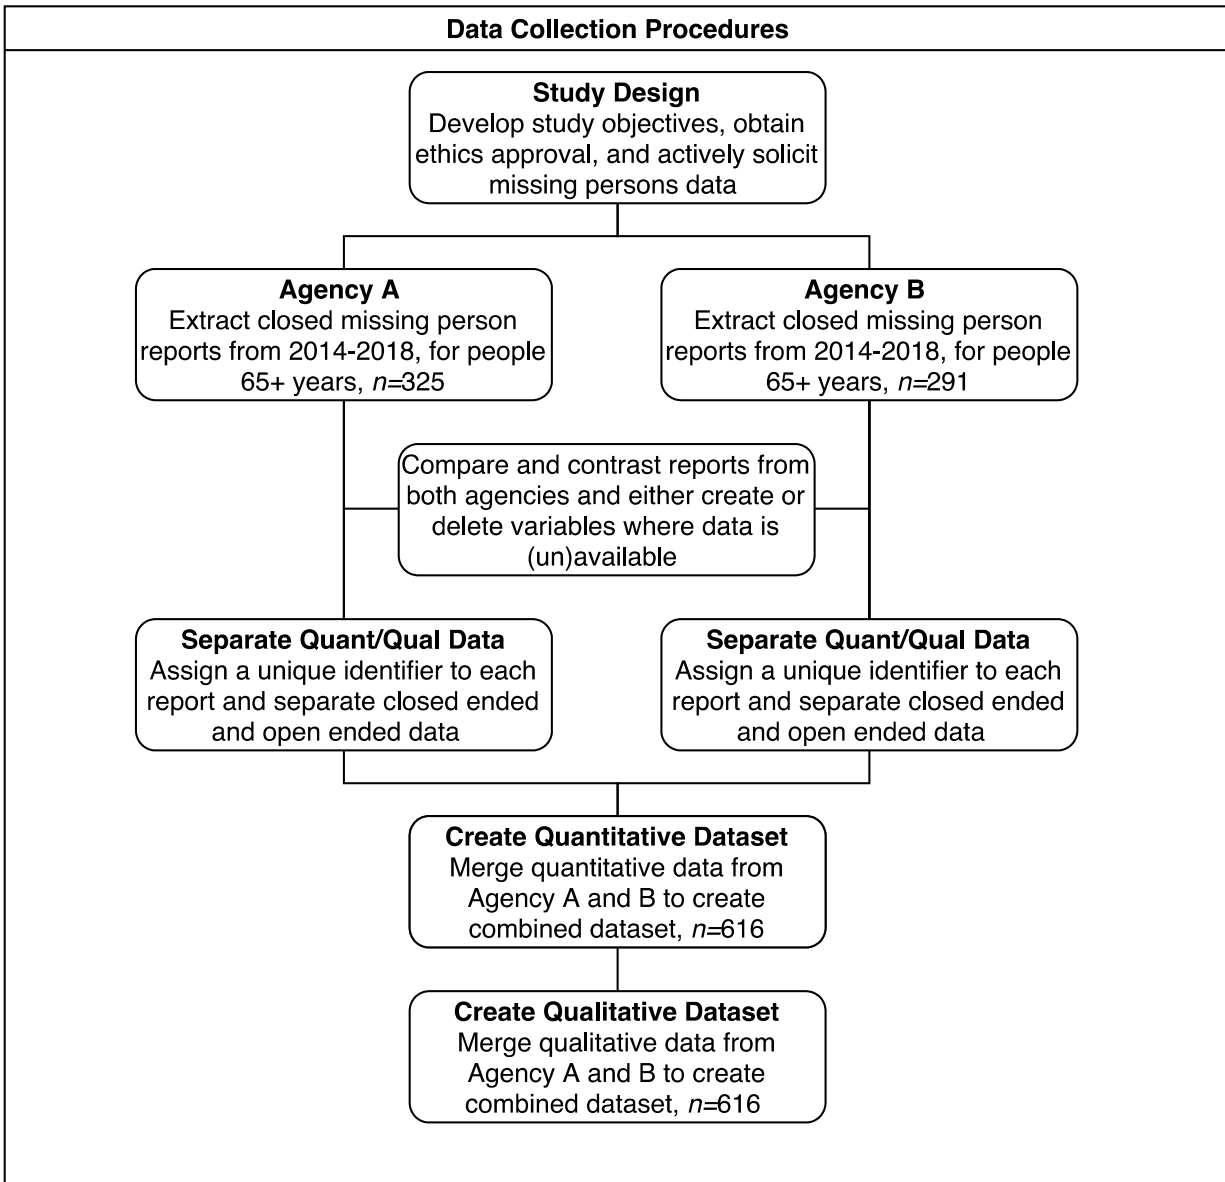 Data Collection Procedures
Study Design
Develop study objectives, obtain
ethics approval, and actively solicit
missing persons data
Agency A
Extract closed missing person
reports from 2014-2018, for people
65+ years, n=325
Agency B
Extract closed missing person
reports from 2014-2018, for people
65+ years, n=291
Compare and contrast reports from
both agencies and either create or
delete variables where data is
(un)available
Separate Quant/Qual Data
Assign a unique identifier to each
report and separate closed ended
and open ended data
Separate Quant/Qual Data
Assign a unique identifier to each
report and separate closed ended
and open ended data
Create Quantitative Dataset
Merge quantitative data from
Agency A and B to create
combined dataset, n=616
Create Qualitative Dataset
Merge qualitative data from
Agency A and B to create
combined dataset, n=616